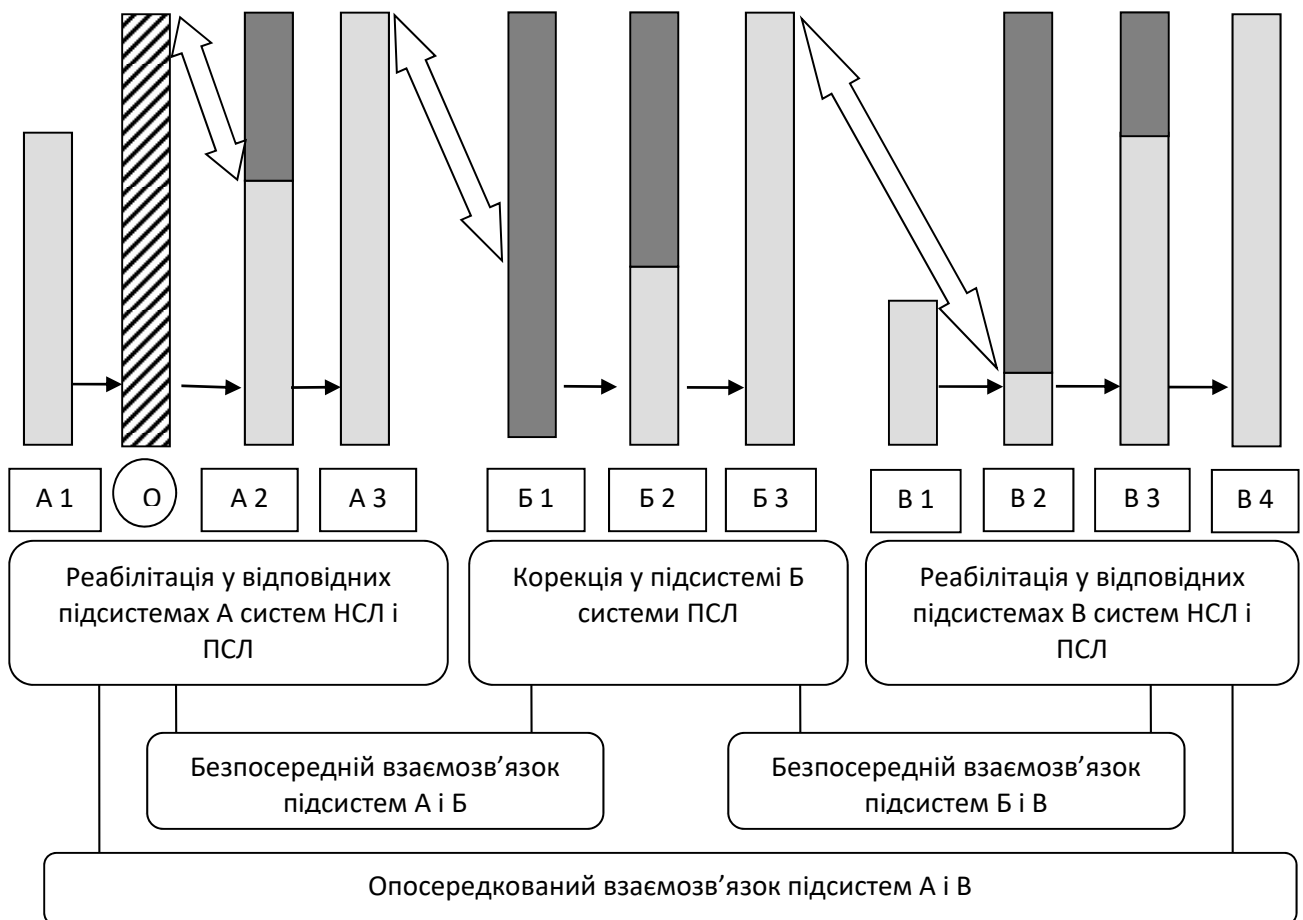 А 1
О
А 2
А 3
Б 1
Б 2
Б 3
В 1
В 2
В 3
В 4
Реабілітація у відповідних
підсистемах А систем НСЛ і
ПСЛ
Корекція у підсистемі Б
системи ПСЛ
Реабілітація у відповідних
підсистемах В систем НСЛ і
ПСЛ
Безпосередній взаємозв’язок
підсистем А і Б
Безпосередній взаємозв’язок
підсистем Б і В
Опосередкований взаємозв’язок підсистем А і В